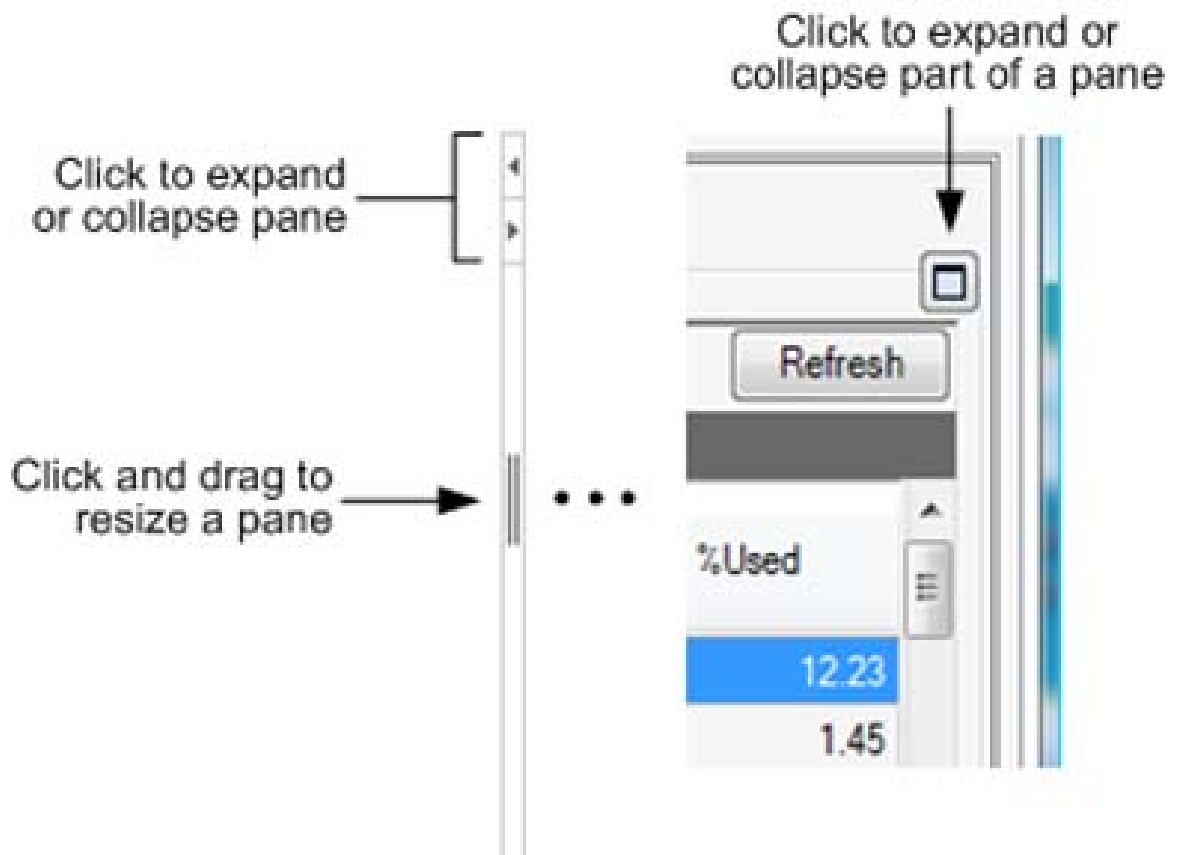 Click to expand or
collapse part of a pane
Click to expand
or collapse pane
Refresh
Click and drag to
resize a pane
%Used
12.23
1.45